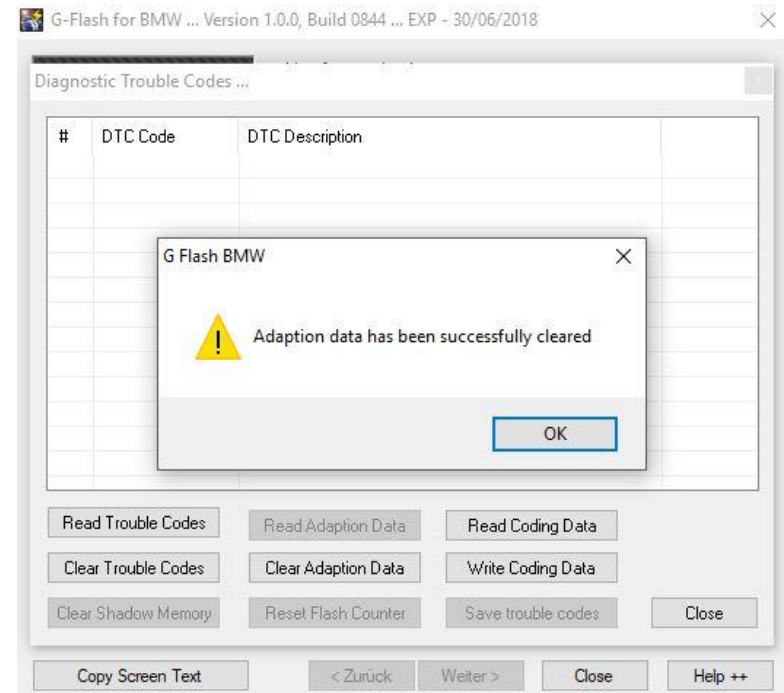 G-Flash for BMW ... Version 1.0.0, Build 0844 ... EXP - 30/06/2018
Diagnostic Trouble Codes ...
# DTC Code DTC Description
G Flash BMW
Adaption data has been successfully cleared
OK
Read Trouble Codes Read Adaption Data Read Coding Data
Clear Trouble Codes Clear Adaption Data Write Coding Data
Clear Shadow Memory Reset Flash Counter Save trouble codes Close
Copy Screen Text < Zurück Weiter > Close Help ++